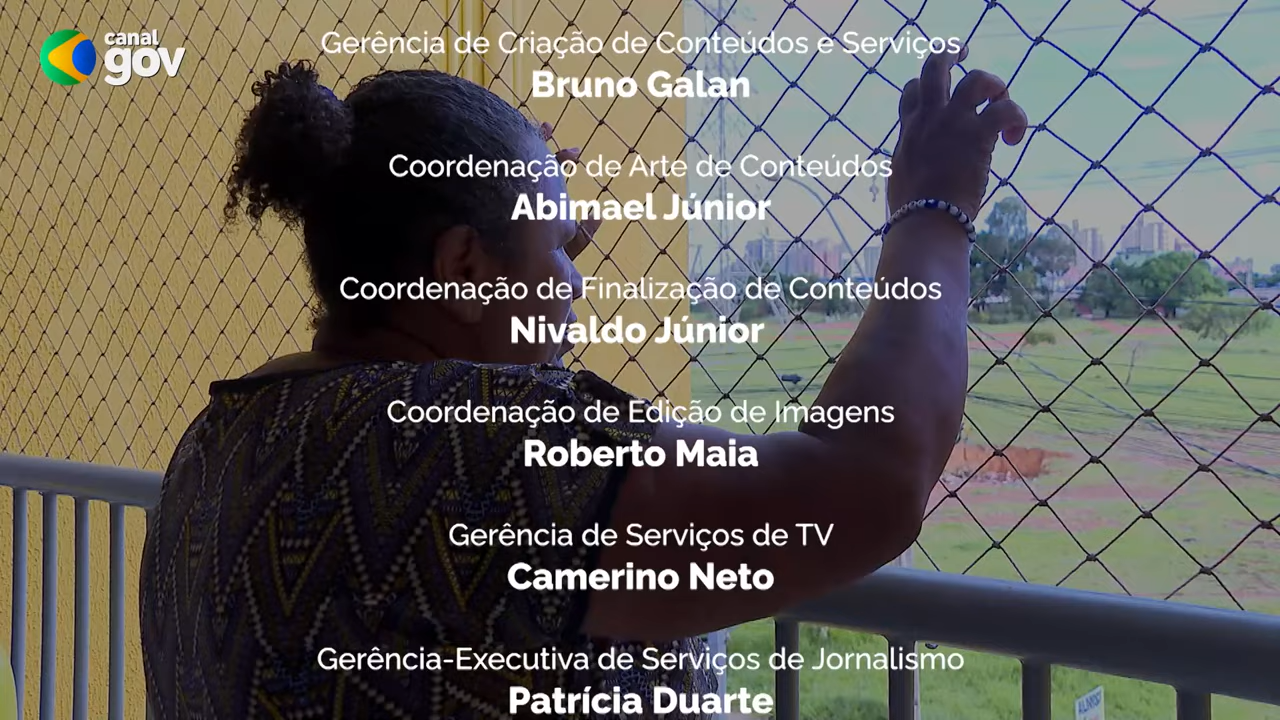 canal
gov
Gerência de Criação de Conteúdos e Serviços
Bruno Galan
Coordenação de Arte de Conteúdos
Abimael Júnior
Coordenação de Finalização de Conteúdos
Nivaldo Júnior
Coordenação de Edição de Imagens
Roberto Maia
Gerência de Serviços de TV
Camerino Neto
Gerência-Executiva de Serviços de Jornalismo
Patrícia Duarte